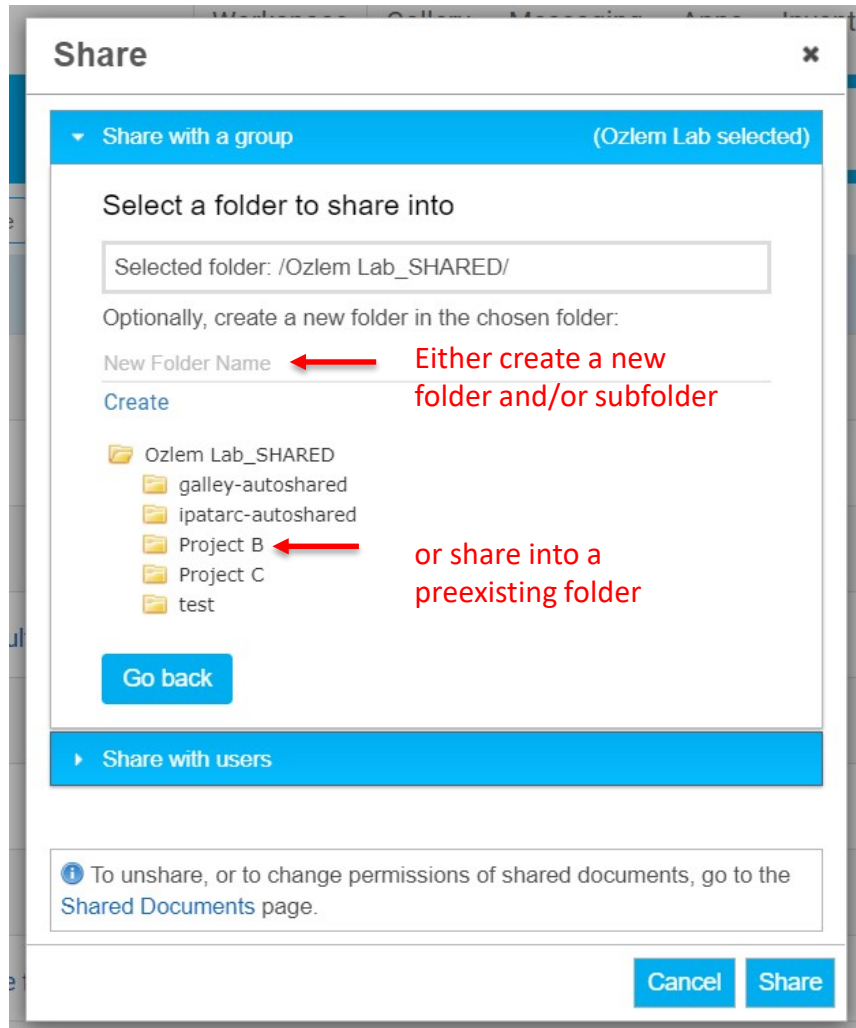 Share
Share with a group (Ozlem Lab selected)
Select a folder to share into
Selected folder: /Ozlem Lab_SHARED/
Optionally, create a new folder in the chosen folder:
New Folder Name
Either create a new
folder and/or subfolder
Create
Ozlem Lab_SHARED
galley-autoshared
ipatarc-autoshared
Project B
or share into a
preexisting folder
Project C
test
Go back
Share with users
To unshare, or to change permissions of shared documents, go to the
Shared Documents page.
Cancel Share